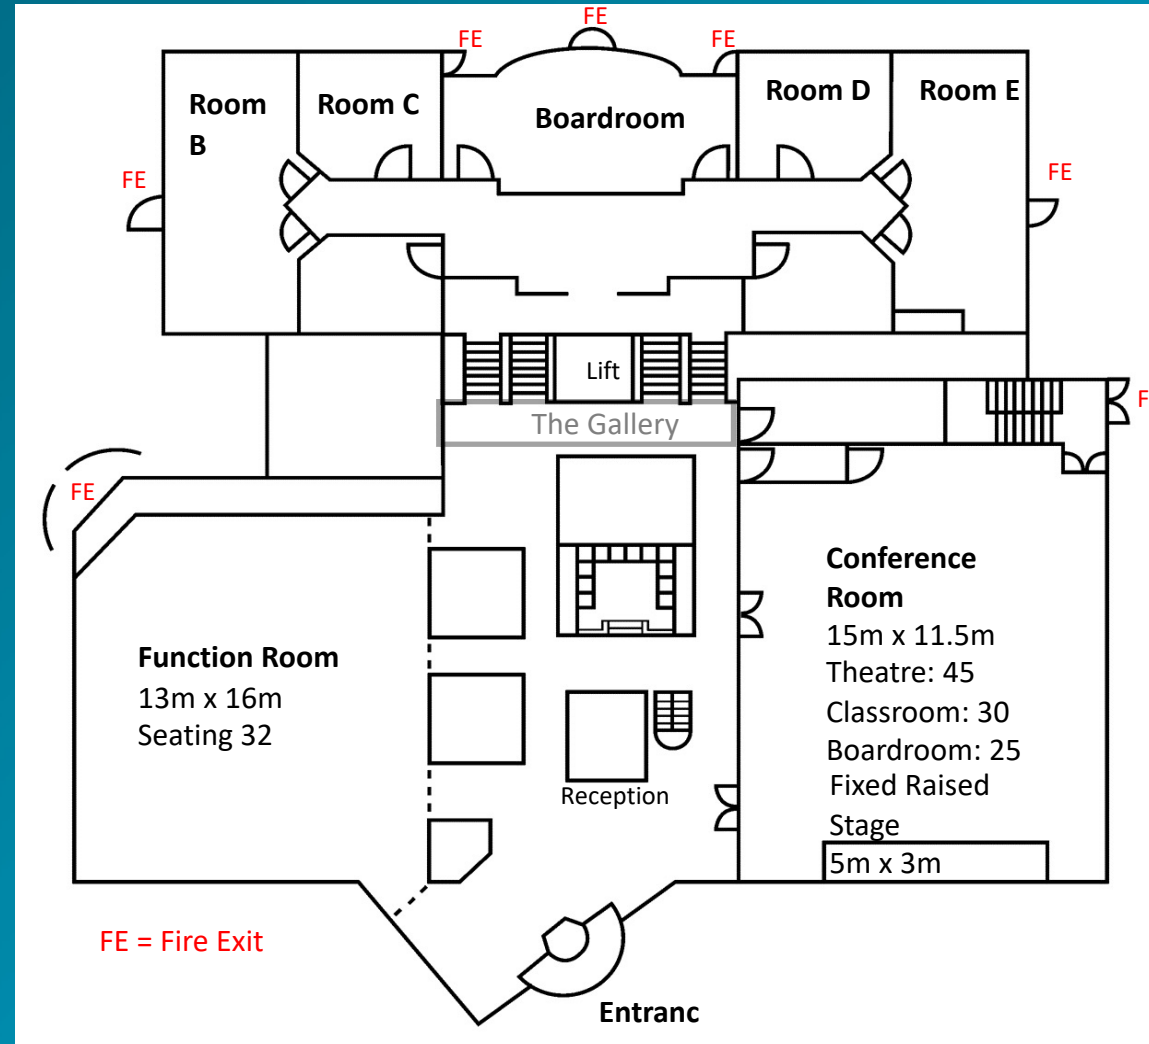 FE
FE
FE
Room
B
Room C
Boardroom
Room D
Room E
FE
FE
Lift
The Gallery
F
FE
Conference
Room
15m x 11.5m
Theatre: 45
Classroom: 30
Boardroom: 25
Fixed Raised
Stage
5m x 3m
Function Room
13m x 16m
Seating 32
Reception
FE = Fire Exit
Entranc